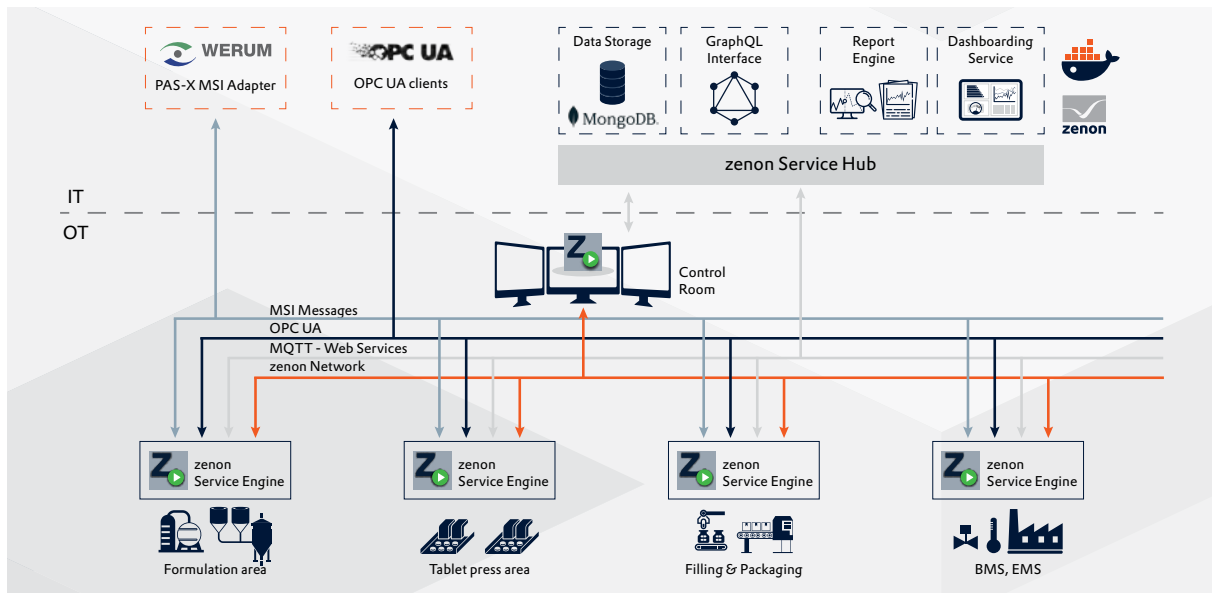 WERUM
PAS-X MSI Adapter
OPC UA
OPC UA clients
Data Storage
MongoDB.
GraphQL
Interface
Report
Engine
Dashboarding
Service
zenon
zenon Service Hub
IT
OT
Z
Control
Room
MSI Messages
OPC UA
MQTT - Web Services
zenon Network
Z
zenon
Service Engine
Z
zenon
Service Engine
Z
zenon
Service Engine
Z
zenon
Service Engine
Formulation area
Tablet press area
Filling & Packaging
BMS, EMS